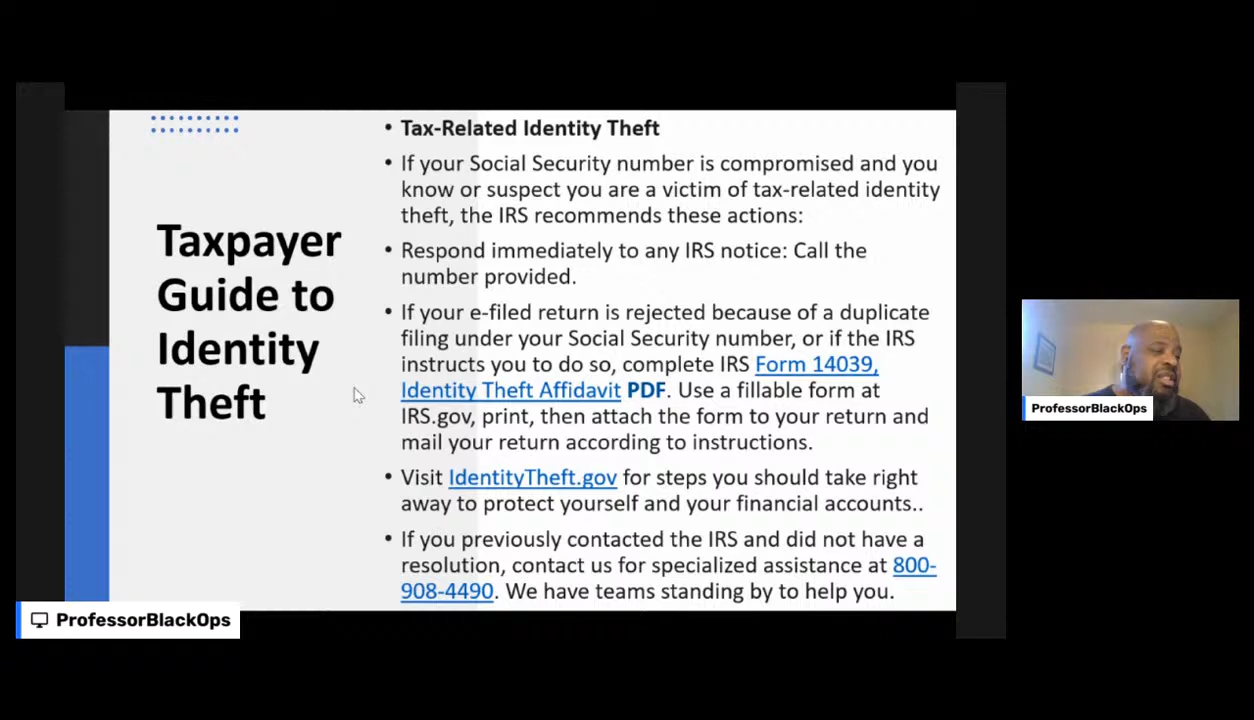 Taxpayer
Guide to
Identity
Theft
• Tax-Related Identity Theft
• If your Social Security number is compromised and you
know or suspect you are a victim of tax-related identity
theft, the IRS recommends these actions:
• Respond immediately to any IRS notice: Call the
number provided.
• If your e-filed return is rejected because of a duplicate
filing under your Social Security number, or if the IRS
instructs you to do so, complete IRS Form 14039,
Identity Theft Affidavit PDF. Use a fillable form at
IRS.gov, print, then attach the form to your return and
mail your return according to instructions.
• Visit IdentityTheft.gov for steps you should take right
away to protect yourself and your financial accounts..
• If you previously contacted the IRS and did not have a
resolution, contact us for specialized assistance at 800-
908-4490. We have teams standing by to help you.
ProfessorBlackOps
ProfessorBlackOps